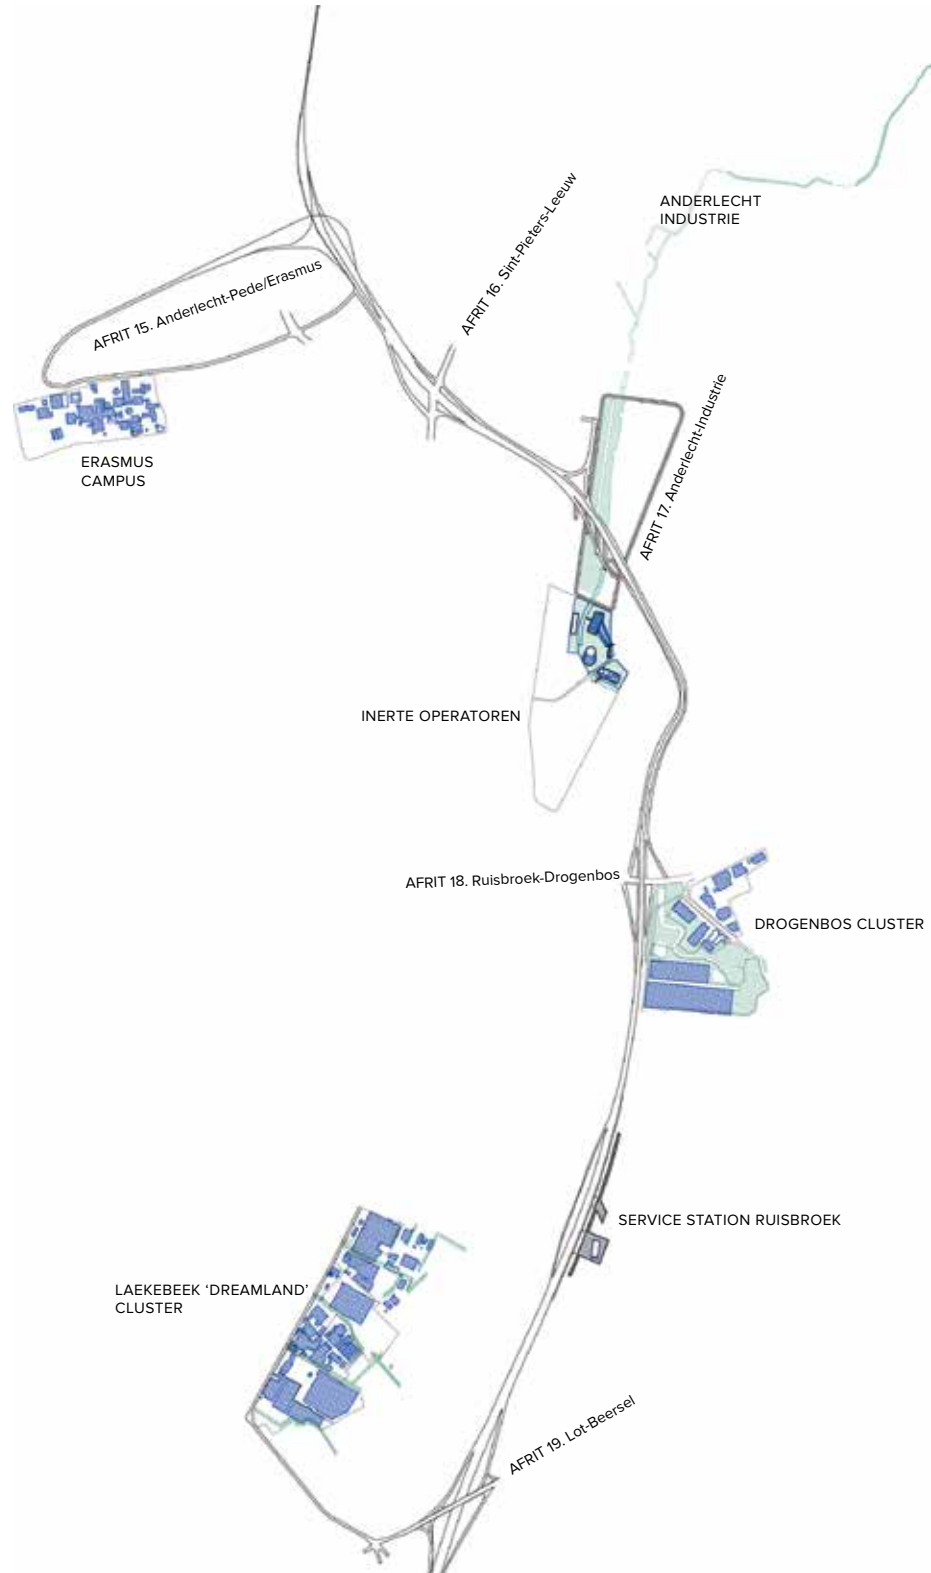 ANDERLECHT
INDUSTRIE
AFRIT 16. Sint-Pieters-Leeuw
AFRIT 15. Anderlecht-Pede/Erasmus
AFRIT 17. Anderlecht-Industrie
ERASMUS
CAMPUS
INERTE OPERATOREN
AFRIT 18. Ruisbroek-Drogenbos
DROGENBOS CLUSTER
SERVICE STATION RUISBROEK
LAEKEBEEK ‘DREAMLAND’
CLUSTER
AFRIT 19. Lot-Beersel